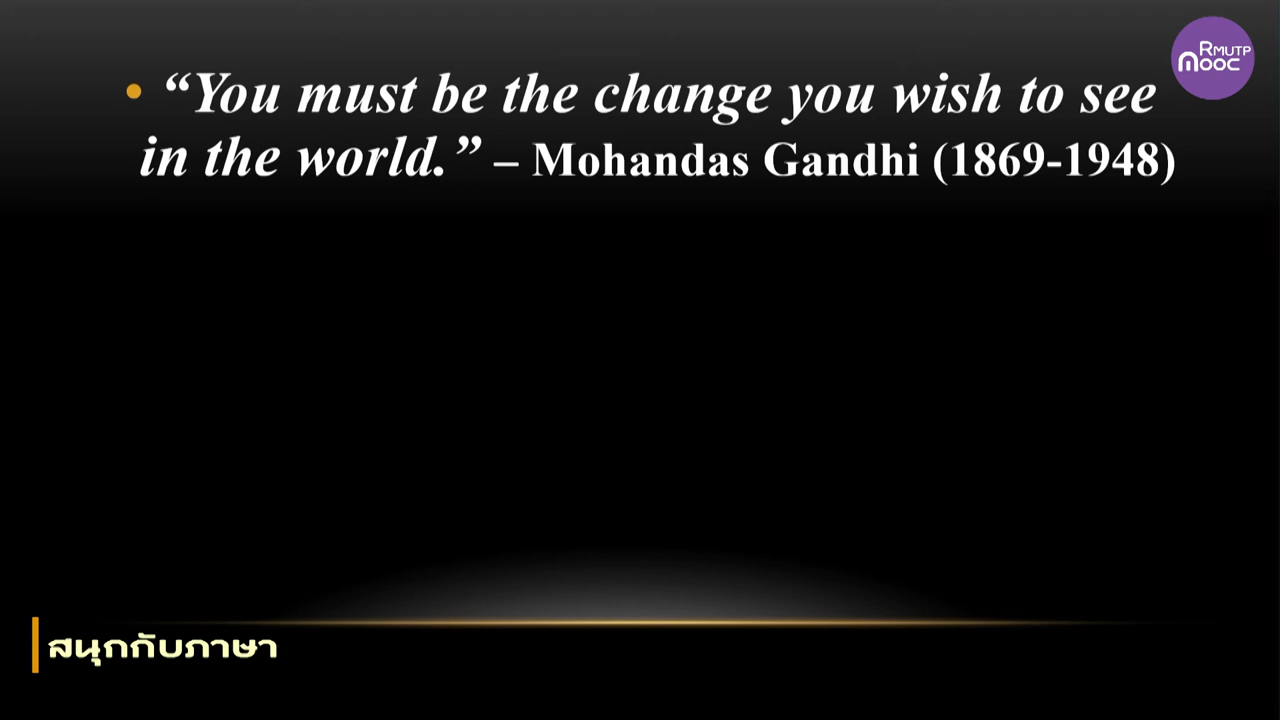 RMUTP
MOOC
• “You must be the change you wish to see
in the world.” – Mohandas Gandhi (1869-1948)
สนุกกับภาษา